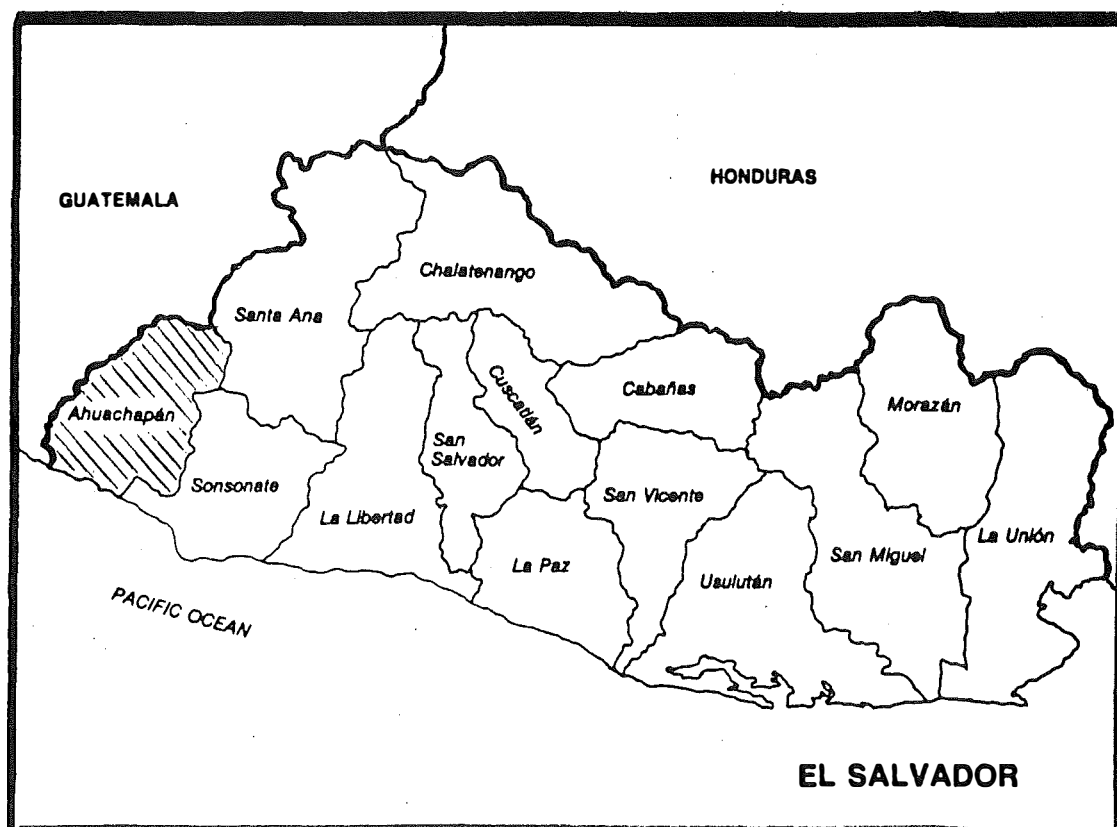 GUATEMALA
HONDURAS
Chalatenango
Santa Ana
Cuscatlán
Cabañas
Morazán
Ahuachapán
San
Salvador
Sonsonate
San Vicente
La Libertad
La Unión
San Miguel
La Paz
Usulután
PACIFIC OCEAN
EL SALVADOR